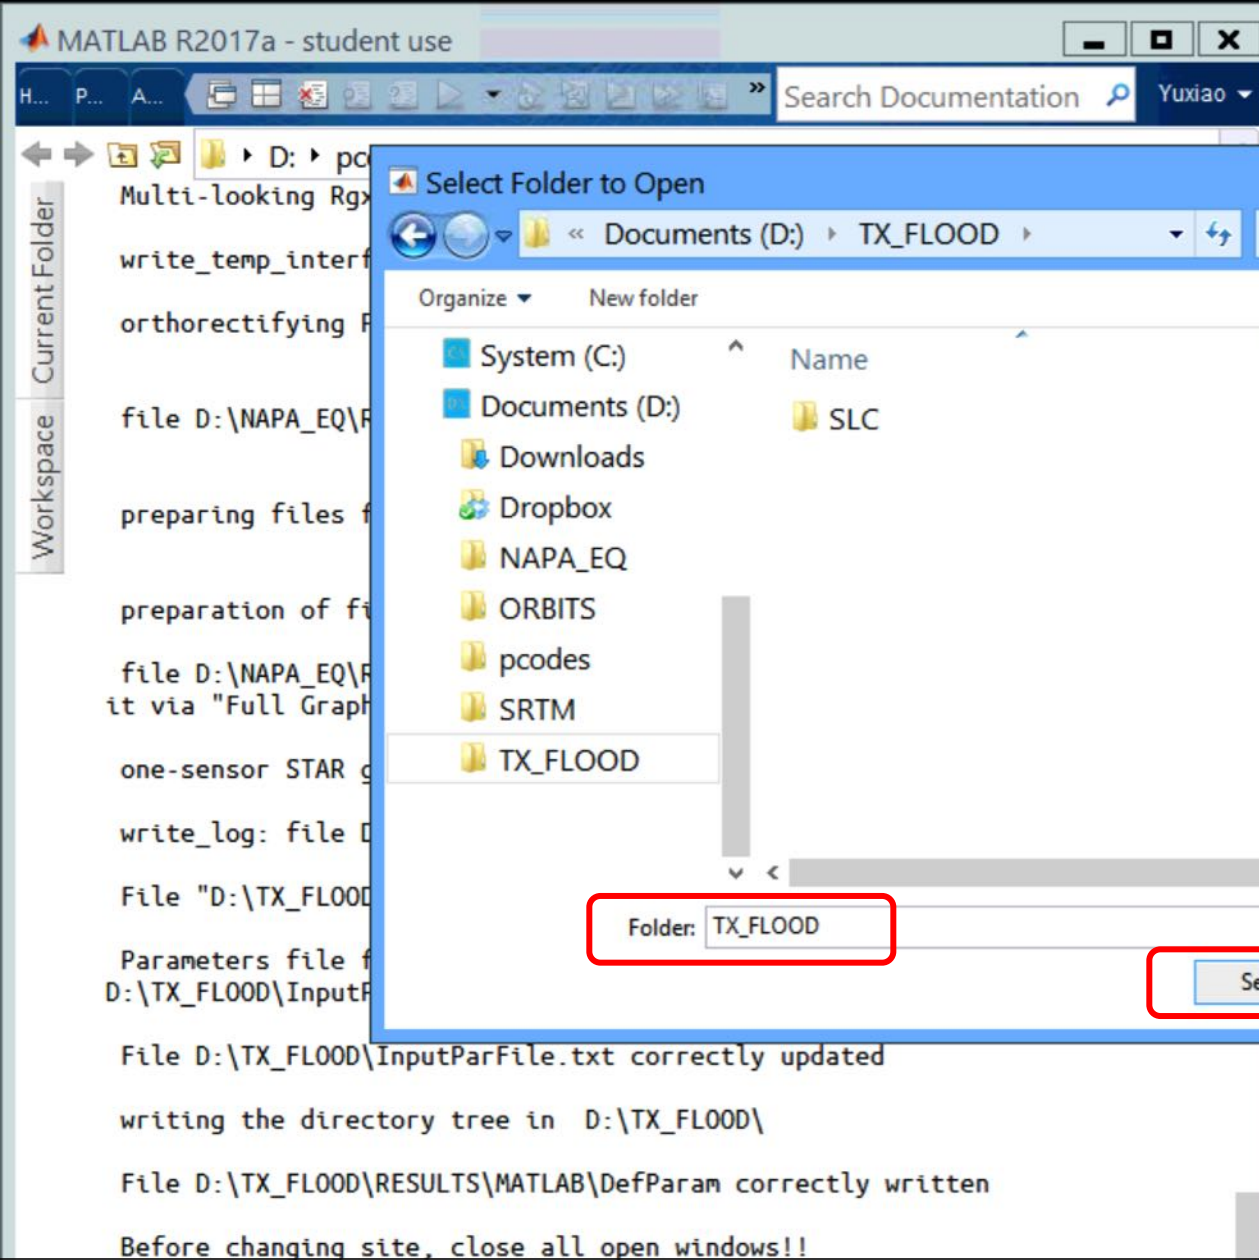 MATLAB R2017a - student use
H... P... A... » Search Documentation Yuxiao
D: pc
Select Folder to Open
« Documents (D:) TX_FLOOD
Organize New folder
Current Folder
Workspace
System (C:)
Documents (D:)
Downloads
Dropbox
NAPA_EQ
ORBITS
pcodes
SRTM
TX_FLOOD
Name
SLC
Folder: TX_FLOOD
Se
Multi-looking Rgx
write_temp_interf
orthorectifying
file D:\NAPA_EQ\R
preparing files f
preparation of fi
file D:\NAPA_EQ\R
it via "Full Graph
one-sensor STAR g
write_log: file D
File "D:\TX_FLOOD
Parameters file f
D:\TX_FLOOD\InputP
File D:\TX_FLOOD\InputParFile.txt correctly updated
writing the directory tree in D:\TX_FLOOD\
File D:\TX_FLOOD\RESULTS\MATLAB\DefParam correctly written
Before changing site, close all open windows!!